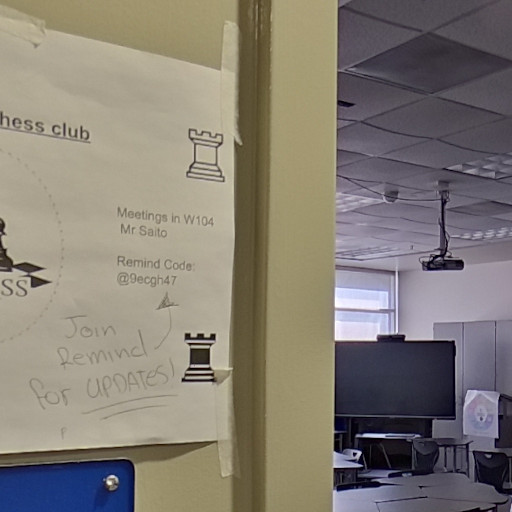 hess club
Meetings in W104
Mr Saito
Remind Code:
@9ecgh47
SS
Join
Remind
for UPDATES!